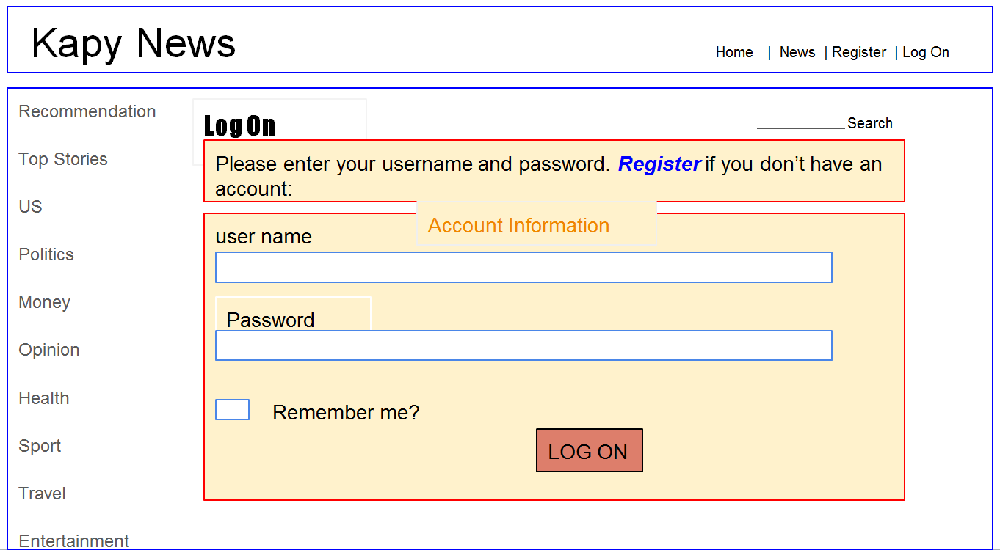 Kapy News
Home | News | Register | Log On
Recommendation
Top Stories
US
Politics
Money
Opinion
Health
Sport
Travel
Entertainment
Log On
Search
Please enter your username and password. Register if you don’t have an
account:
Account Information
user name
Password
Remember me?
LOG ON